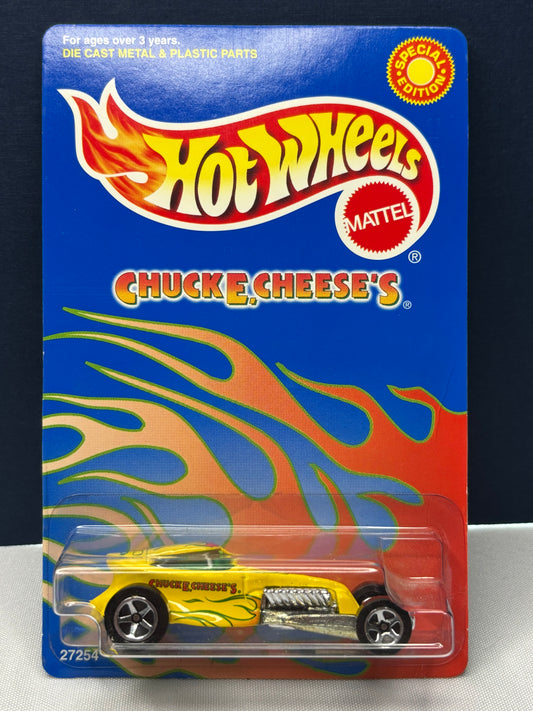 For ages over 3 years.
DIE CAST METAL & PLASTIC PARTS
SPECIAL EDITION
HOT WHEELS
MATTEL
®
CHUCK E. CHEESE'S ®
CHUCK E. CHEESE'S ®
27254